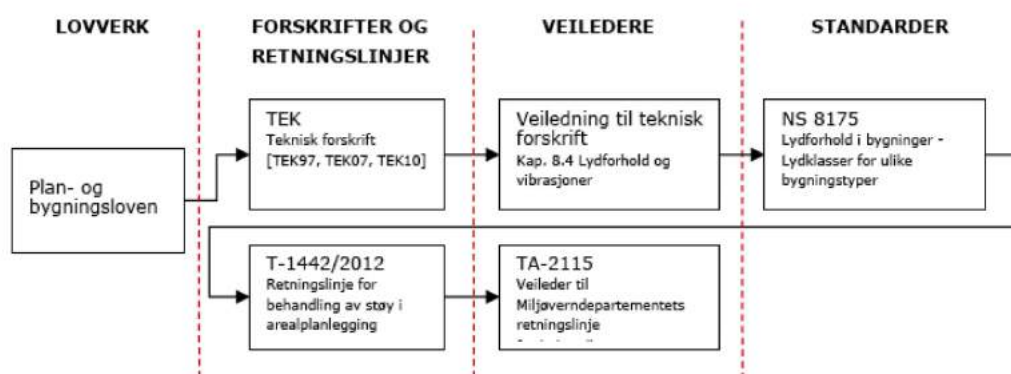 LOVVERK
FORSKRIFTER OG
RETNINGSLINJER
VEILEDERE
STANDARDER
Plan- og
bygningsloven
TEK
Teknisk forskrift
[TEK97, TEK07, TEK10]
Veiledning til teknisk
forskrift
Kap. 8.4 Lydforhold og
vibrasjoner
NS 8175
Lydforhold i bygninger -
Lydklasser for ulike
bygningstyper
T-1442/2012
Retningslinje for
behandling av støy i
arealplanlegging
TA-2115
Veileder til
Miljøverndepartementets
retningslinje